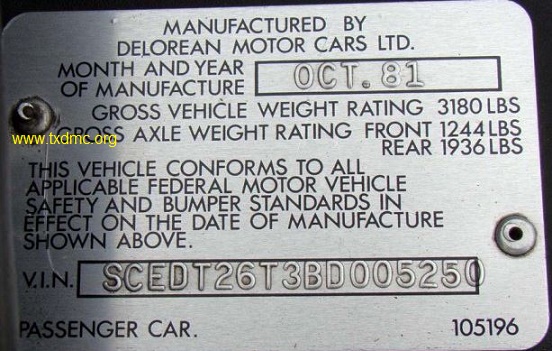 MANUFACTURED BY
DELOREAN MOTOR CARS LTD.
MONTH AND YEAR
OF MANUFACTURE OCT.81
GROSS VEHICLE WEIGHT RATING 3180 LBS
www.txdmc.org
GROSS AXLE WEIGHT RATING FRONT 1244 LBS
REAR 1936 LBS
THIS VEHICLE CONFORMS TO ALL
APPLICABLE FEDERAL MOTOR VEHICLE
SAFETY AND BUMPER STANDARDS IN
EFFECT ON THE DATE OF MANUFACTURE
SHOWN ABOVE.
V.I.N. SCEDT26T3BD005250
PASSENGER CAR. 105196